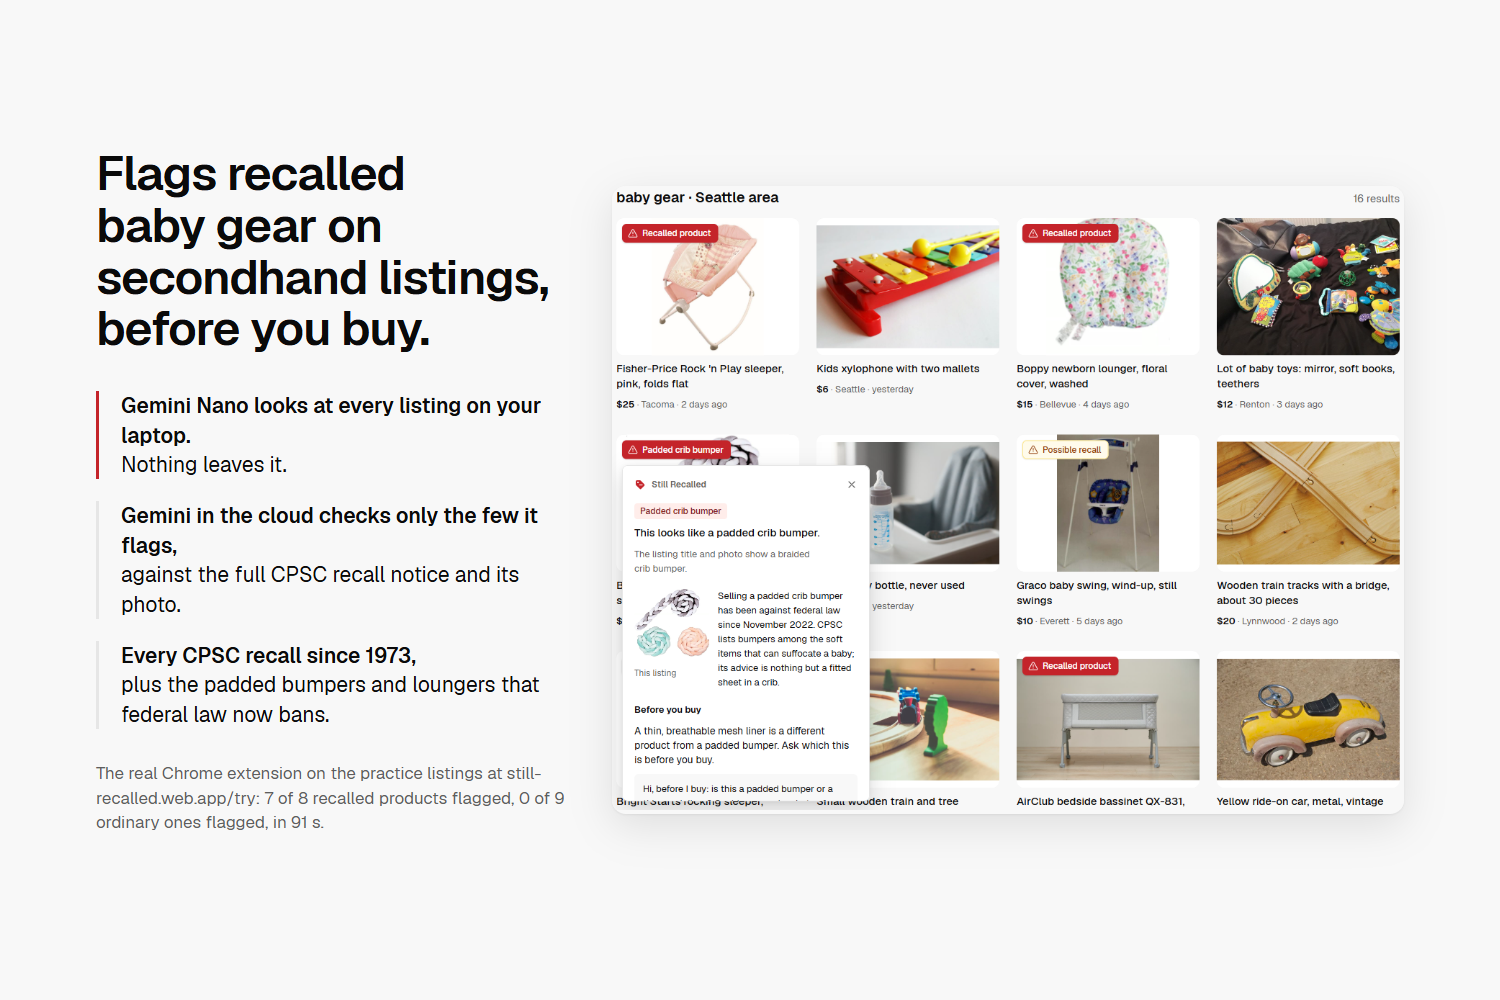 Flags recalled
baby gear on
secondhand listings,
before you buy.
Gemini Nano looks at every listing on your
laptop.
Nothing leaves it.
Gemini in the cloud checks only the few it
flags,
against the full CPSC recall notice and its
photo.
Every CPSC recall since 1973,
plus the padded bumpers and loungers that
federal law now bans.
The real Chrome extension on the practice listings at still-
recalled.web.app/try: 7 of 8 recalled products flagged, 0 of 9
ordinary ones flagged, in 91 s.
baby gear · Seattle area
16 results
Recalled product
Fisher-Price Rock 'n Play sleeper,
pink, folds flat
$25 · Tacoma · 2 days ago
Kids xylophone with two mallets
$6 · Seattle · yesterday
Recalled product
Boppy newborn lounger, floral
cover, washed
$15 · Bellevue · 4 days ago
Lot of baby toys: mirror, soft books,
teethers
$12 · Renton · 3 days ago
Padded crib bumper
Still Recalled
Padded crib bumper
This looks like a padded crib bumper.
The listing title and photo show a braided
crib bumper.
This listing
Selling a padded crib bumper
has been against federal law
since November 2022. CPSC
lists bumpers among the soft
items that can suffocate a baby;
its advice is nothing but a fitted
sheet in a crib.
Before you buy
A thin, breathable mesh liner is a different
product from a padded bumper. Ask which this
is before you buy.
Hi, before I buy: is this a padded bumper or a
bottle, never used
yesterday
Possible recall
Graco baby swing, wind-up, still
swings
$10 · Everett · 5 days ago
Wooden train tracks with a bridge,
about 30 pieces
$20 · Lynnwood · 2 days ago
Bright Starts rocking sleeper,
Small wooden train and tree
Recalled product
AirClub bedside bassinet QX-831,
Yellow ride-on car, metal, vintage